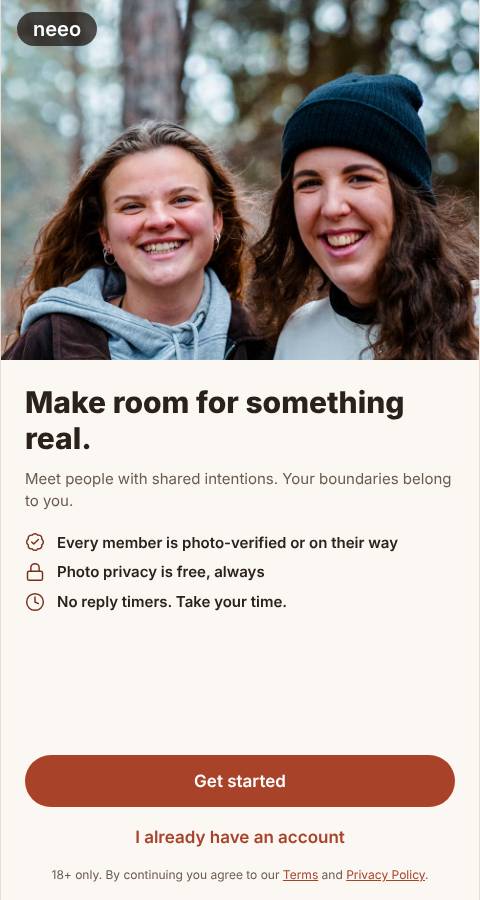 neeo
Make room for something
real.
Meet people with shared intentions. Your boundaries belong
to you.
Every member is photo-verified or on their way
Photo privacy is free, always
No reply timers. Take your time.
Get started
I already have an account
18+ only. By continuing you agree to our Terms and Privacy Policy.